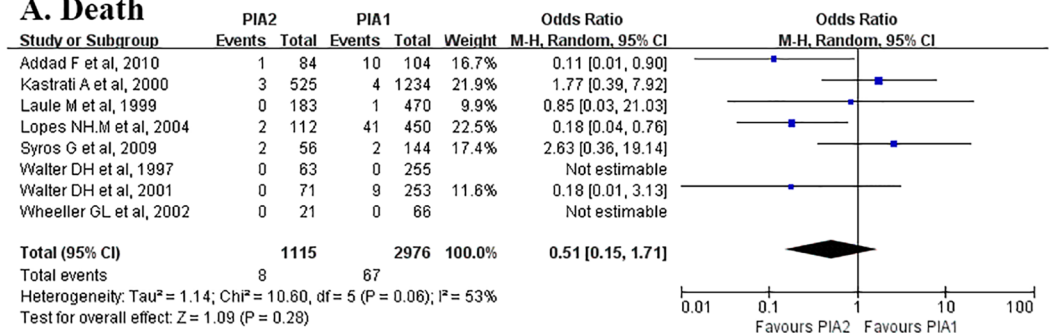 A. Death
PIA2 PIA1 Odds Ratio Odds Ratio
Study or Subgroup Events Total Events Total Weight M-H, Random, 95% CI M-H, Random, 95% CI
Addad F et al, 2010 1 84 10 104 16.7% 0.11 [0.01, 0.90]
Kastrati A et al, 2000 3 525 4 1234 21.9% 1.77 [0.39, 7.92]
Laule M et al, 1999 0 183 1 470 9.9% 0.85 [0.03, 21.03]
Lopes NH.M et al, 2004 2 112 41 450 22.5% 0.18 [0.04, 0.76]
Syros G et al, 2009 2 56 2 144 17.4% 2.63 [0.36, 19.14]
Walter DH et al, 1997 0 63 0 255 Not estimable
Walter DH et al, 2001 0 71 9 253 11.6% 0.18 [0.01, 3.13]
Wheeller GL et al, 2002 0 21 0 66 Not estimable
Total (95% CI) 1115 2976 100.0% 0.51 [0.15, 1.71]
Total events 8 67
Heterogeneity: Tau² = 1.14; Chi² = 10.60, df = 5 (P = 0.06); I² = 53%
Test for overall effect: Z = 1.09 (P = 0.28)
0.01 0.1 1 10 100
Favours PIA2 Favours PIA1